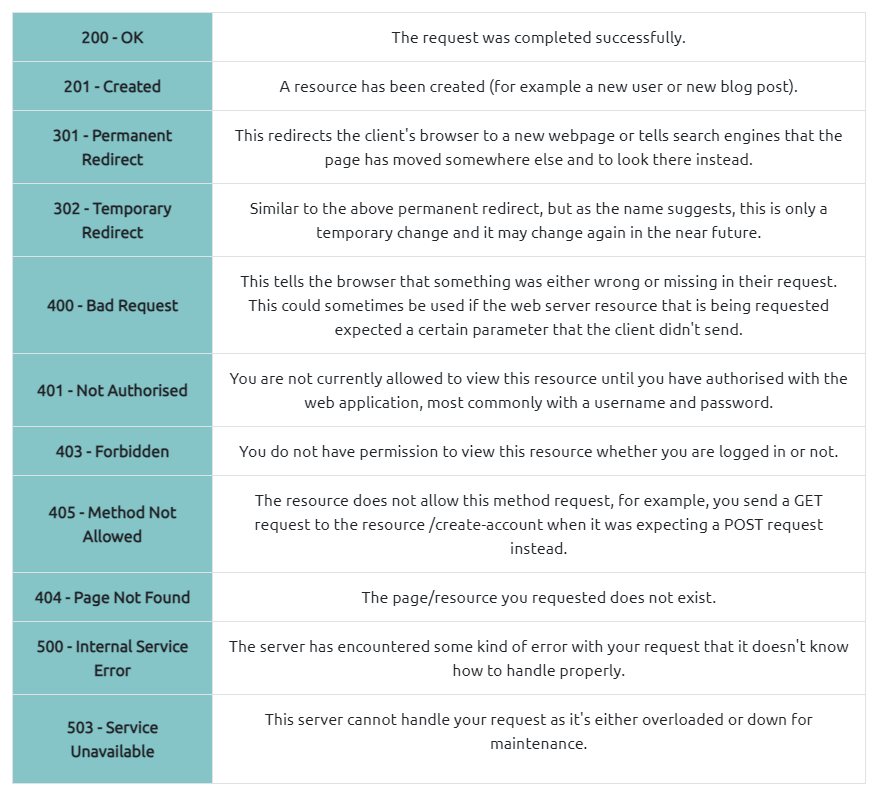 200 - OK
The request was completed successfully.
201 - Created
A resource has been created (for example a new user or new blog post).
301 - Permanent
Redirect
This redirects the client's browser to a new webpage or tells search engines that the
page has moved somewhere else and to look there instead.
302 - Temporary
Redirect
Similar to the above permanent redirect, but as the name suggests, this is only a
temporary change and it may change again in the near future.
400 - Bad Request
This tells the browser that something was either wrong or missing in their request.
This could sometimes be used if the web server resource that is being requested
expected a certain parameter that the client didn't send.
401 - Not Authorised
You are not currently allowed to view this resource until you have authorised with the
web application, most commonly with a username and password.
403 - Forbidden
You do not have permission to view this resource whether you are logged in or not.
405 - Method Not
Allowed
The resource does not allow this method request, for example, you send a GET
request to the resource /create-account when it was expecting a POST request
instead.
404 - Page Not Found
The page/resource you requested does not exist.
500 - Internal Service
Error
The server has encountered some kind of error with your request that it doesn't know
how to handle properly.
503 - Service
Unavailable
This server cannot handle your request as it's either overloaded or down for
maintenance.